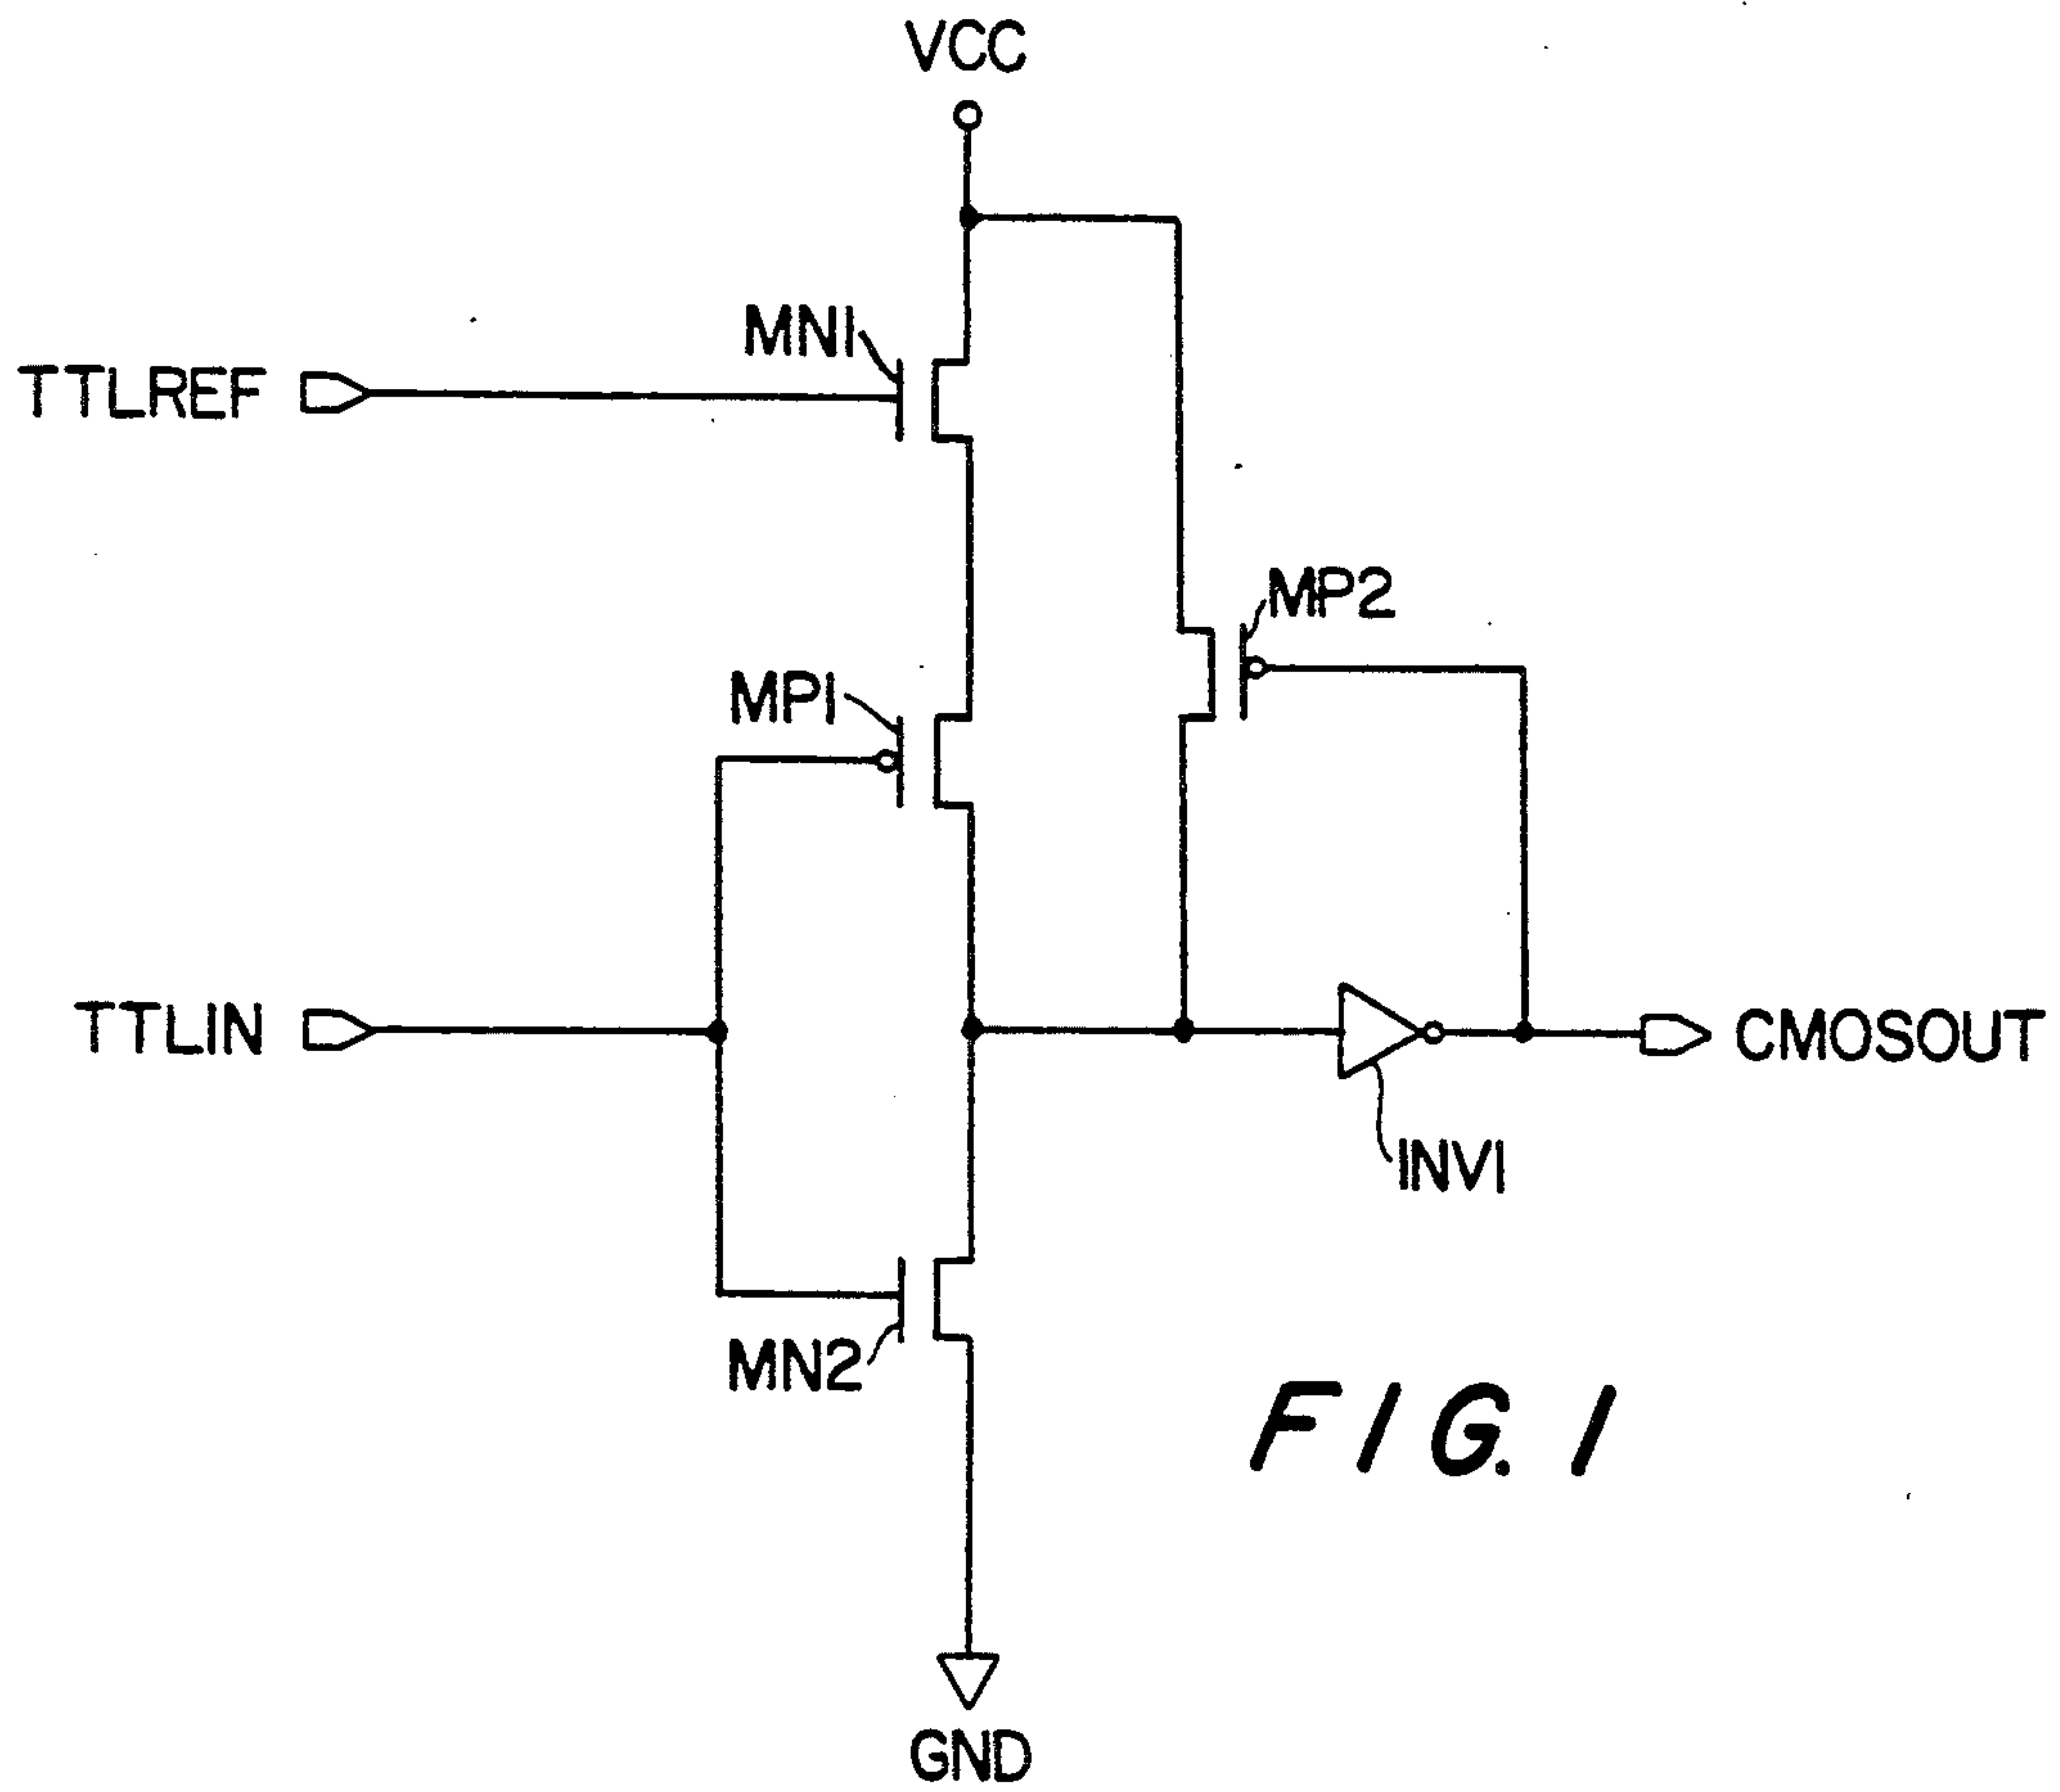 VCC
MN1
TTLREF
MP2
MP1
TTLIN
CMOSOUT
INV1
MN2
FIG. 1
GND